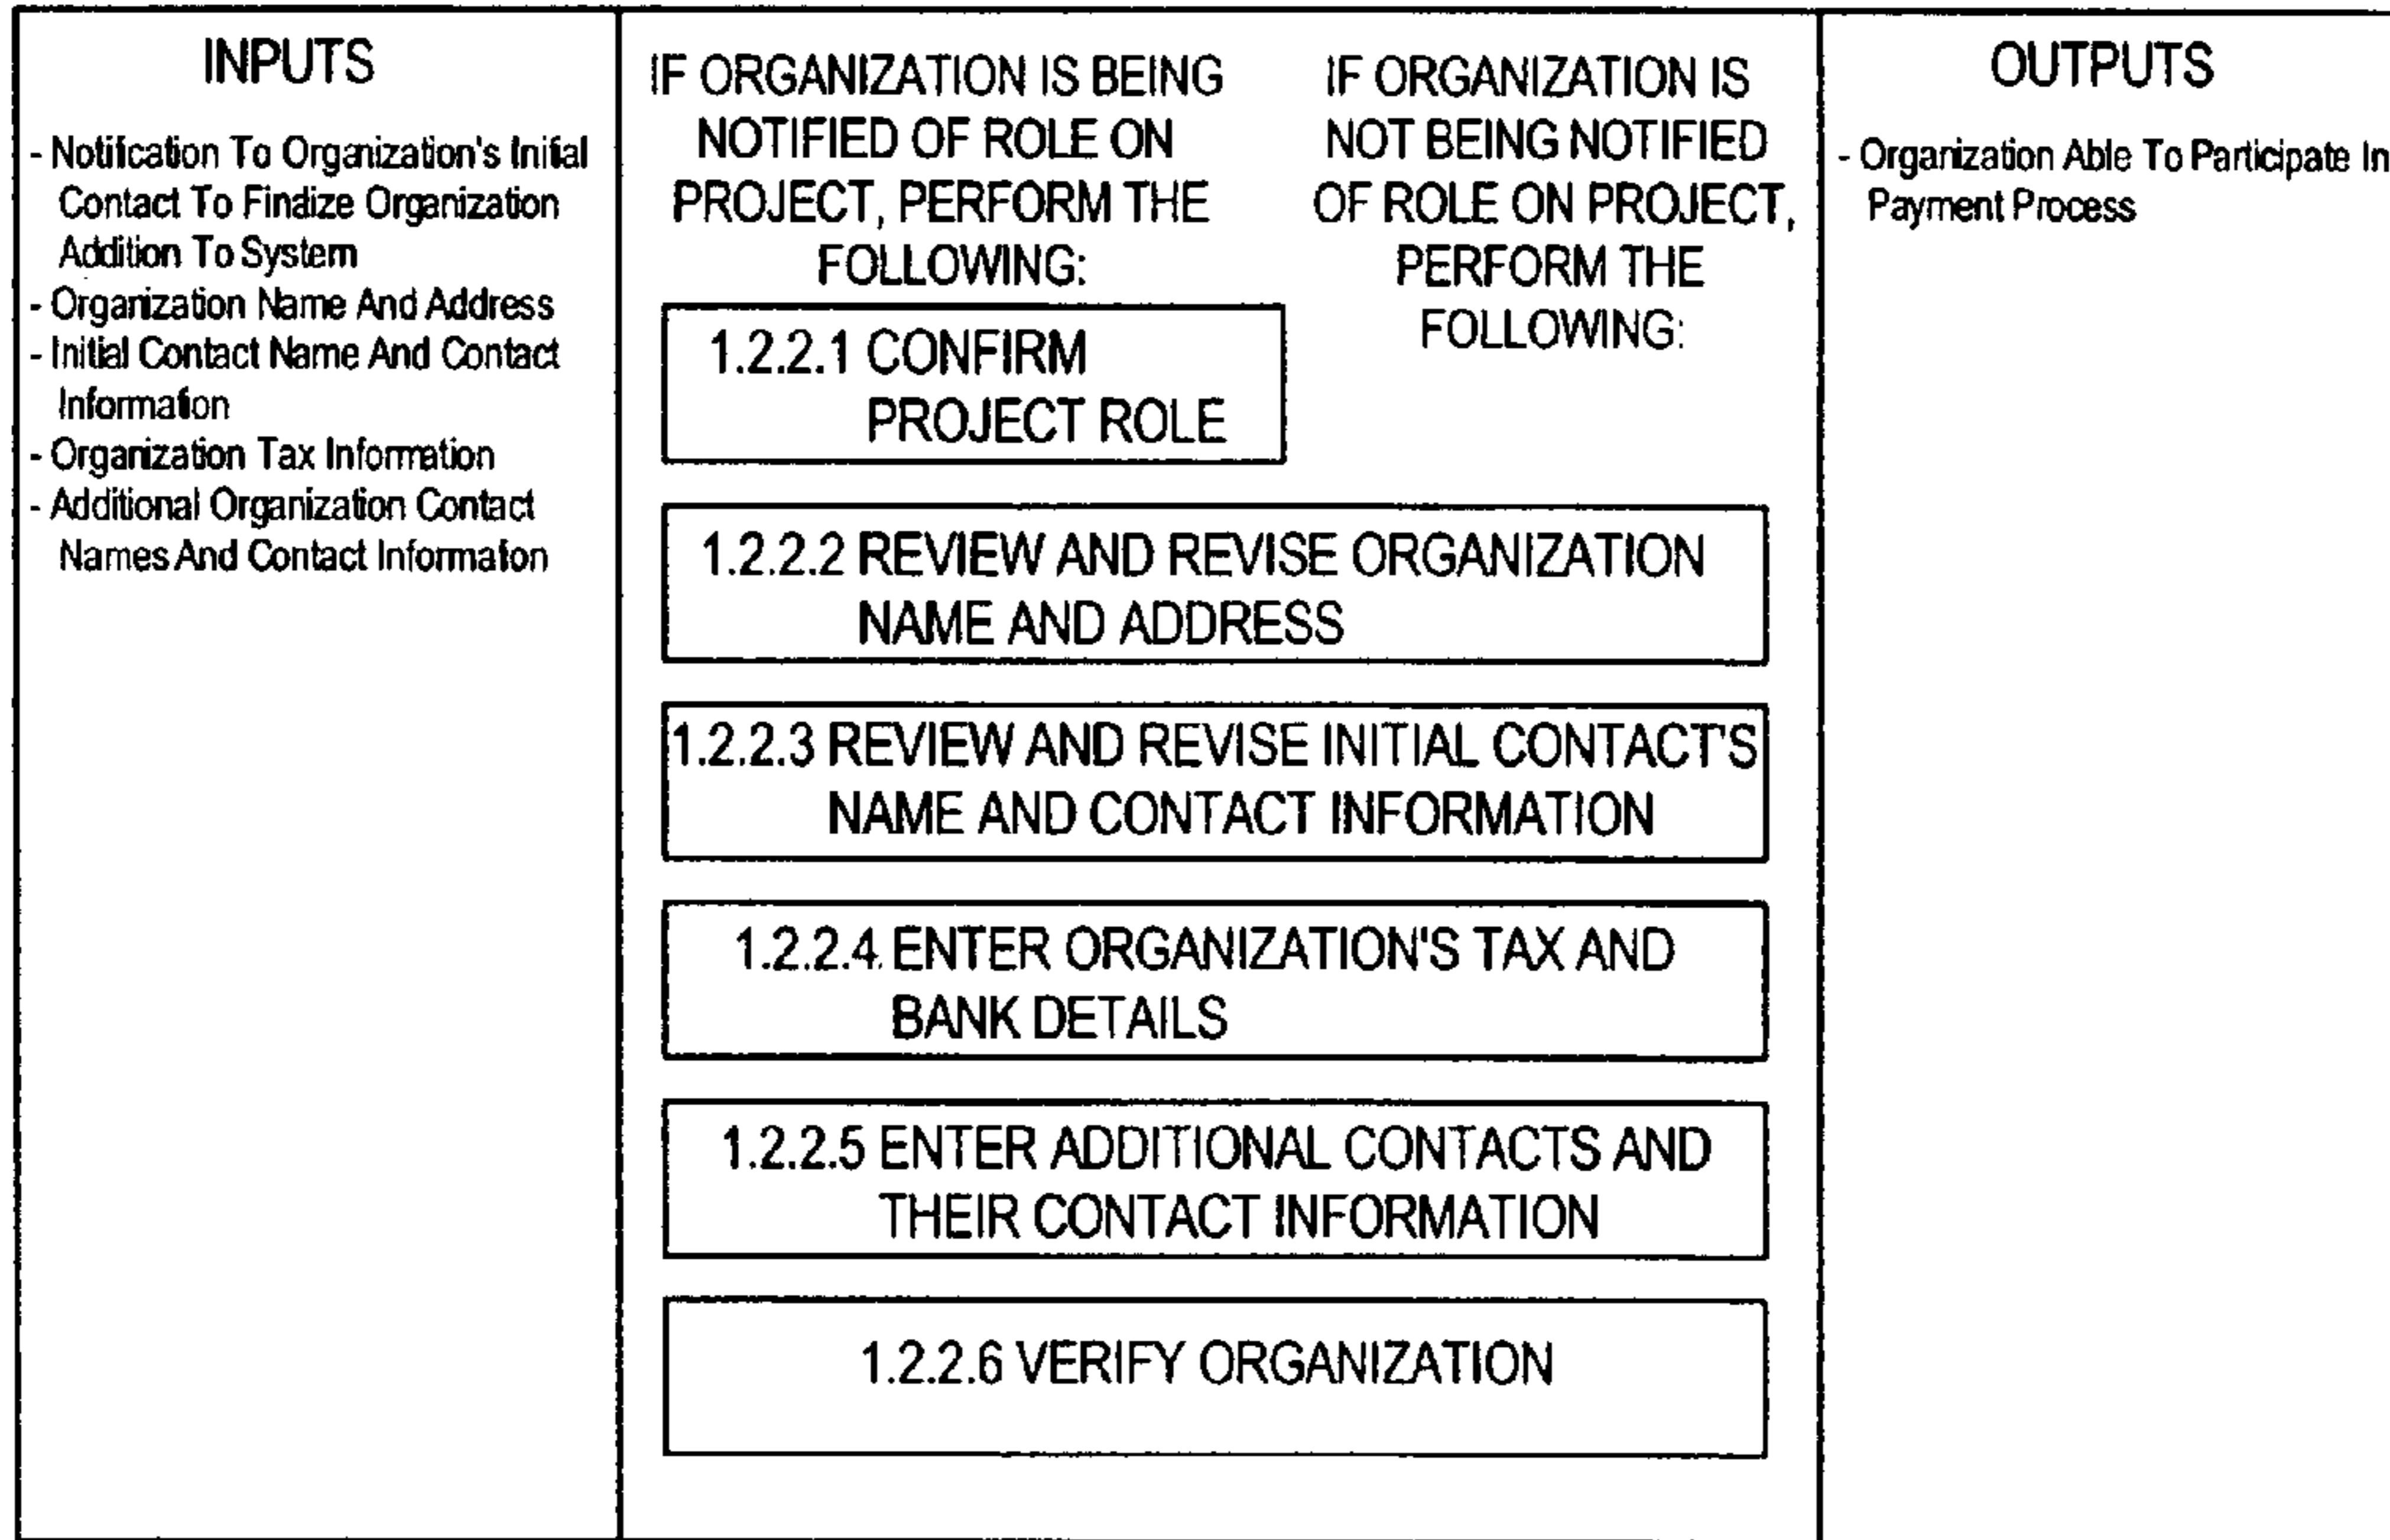 INPUTS
- Notification To Organization's Initial
Contact To Findize Organization
Addition To System
- Organization Name And Address
- Initial Contact Name And Contact
Information
- Organization Tax Information
- Additional Organization Contact
Names And Contact Informaton
IF ORGANIZATION IS BEING
NOTIFIED OF ROLE ON
PROJECT, PERFORM THE
FOLLOWING:
IF ORGANIZATION IS
NOT BEING NOTIFIED
OF ROLE ON PROJECT,
PERFORM THE
FOLLOWING:
1.2.2.1 CONFIRM
PROJECT ROLE
1.2.2.2 REVIEW AND REVISE ORGANIZATION
NAME AND ADDRESS
1.2.2.3 REVIEW AND REVISE INITIAL CONTACT'S
NAME AND CONTACT INFORMATION
1.2.2.4. ENTER ORGANIZATION'S TAX AND
BANK DETAILS
1.2.2.5 ENTER ADDITIONAL CONTACTS AND
THEIR CONTACT INFORMATION
1.2.2.6 VERIFY ORGANIZATION
OUTPUTS
- Organization Able To Participate In
Payment Process